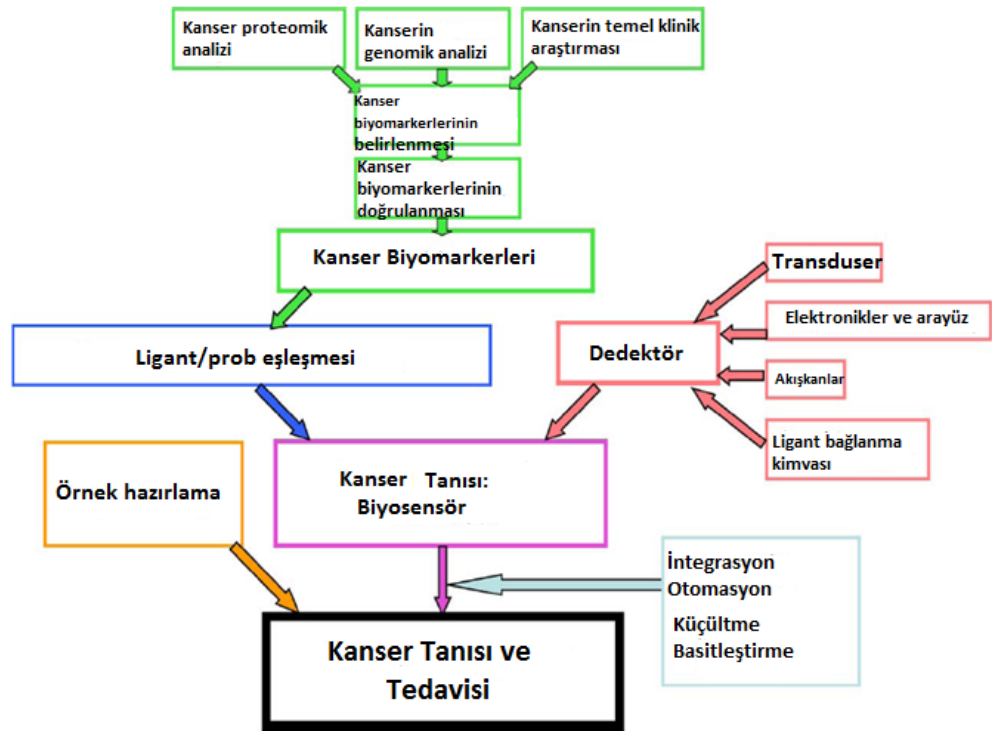 Kanser proteomik
analizi
Kanserin
genomik analizi
Kanserin temel klinik
araştırması
Kanser
biyomarkerlerinin
belirlenmesi
Kanser
biyomarkerlerinin
doğrulanması
Kanser Biyomarkerleri
Transduser
Elektronikler ve arayüz
Ligant/prob eşleşmesi
Dedektör
Akışkanlar
Ligant bağlanma
kimvası
Örnek hazırlama
Kanser Tanısı:
Biyosensör
İntegrasyon
Otomasyon
Küçültme
Basitleştirme
Kanser Tanısı ve
Tedavisi